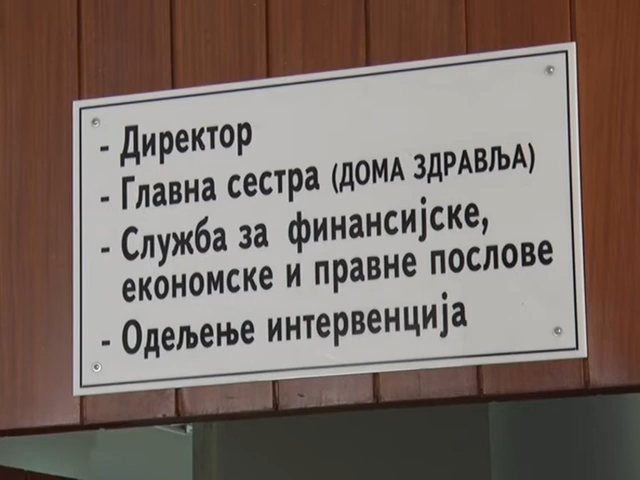 - Директор
- Главна сестра (ДОМА ЗДРАВЉА)
- Служба за финансијске,
економске и правне послове
- Одељење интервенција